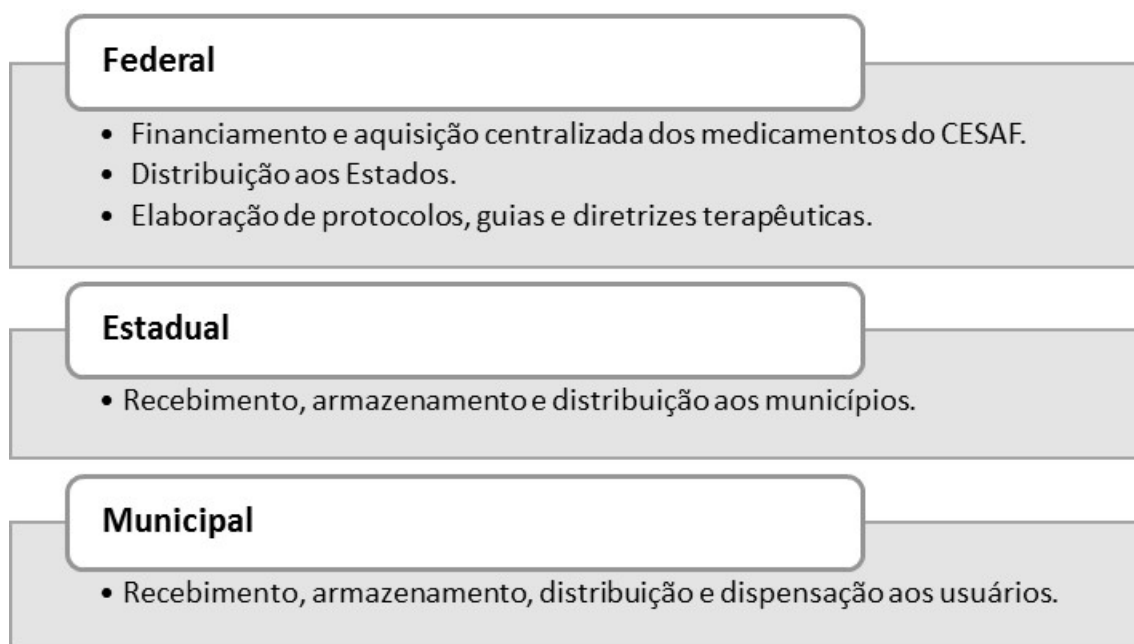 Federal
• Financiamento e aquisição centralizada dos medicamentos do CESAF.
• Distribuição aos Estados.
• Elaboração de protocolos, guias e diretrizes terapêuticas.
Estadual
• Recebimento, armazenamento e distribuição aos municípios.
Municipal
• Recebimento, armazenamento, distribuição e dispensação aos usuários.